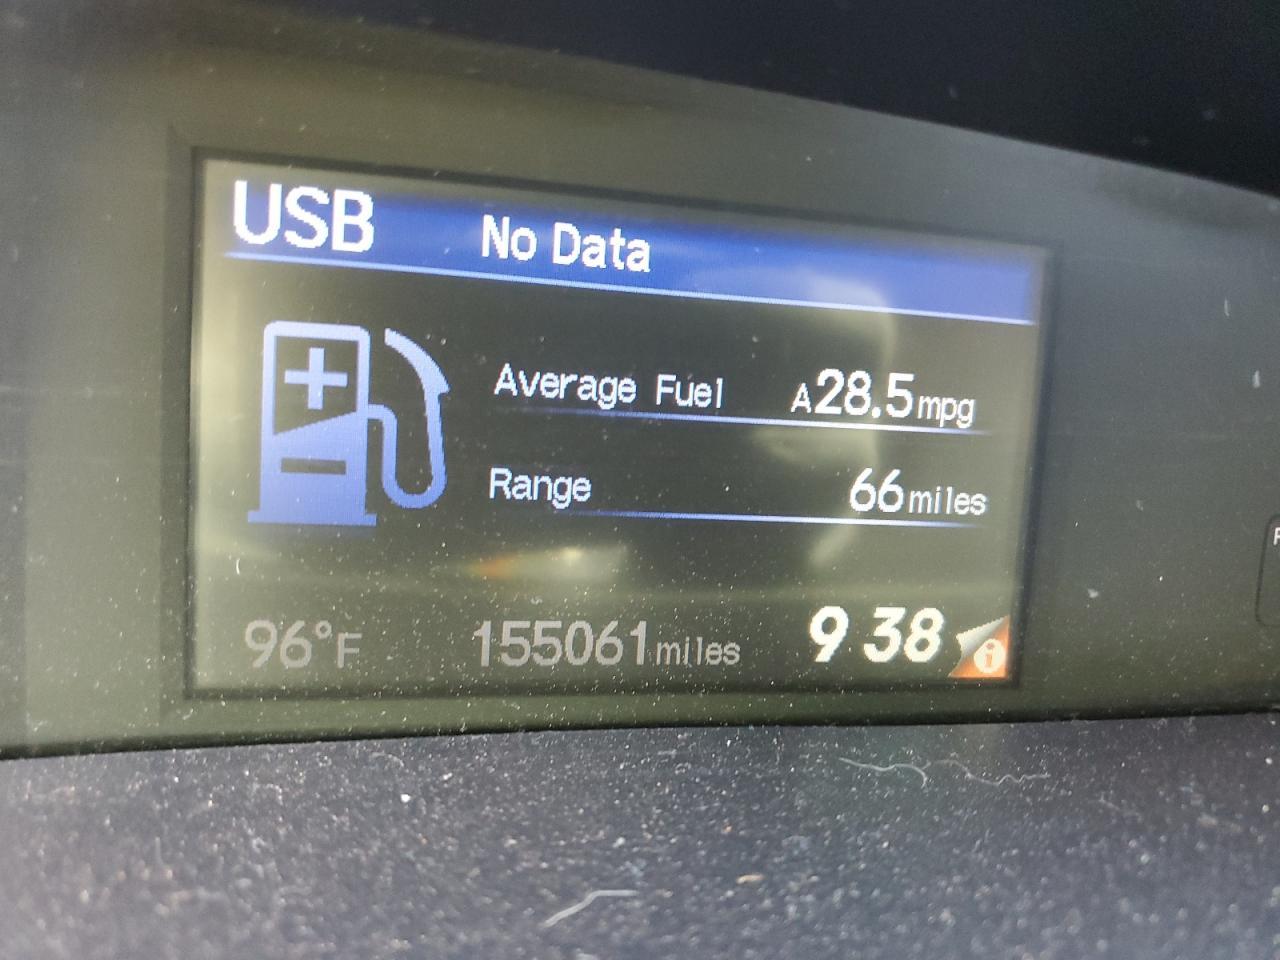 USB No Data
Average Fuel A28.5mpg
Range 66miles
96°F 155061miles 9 38